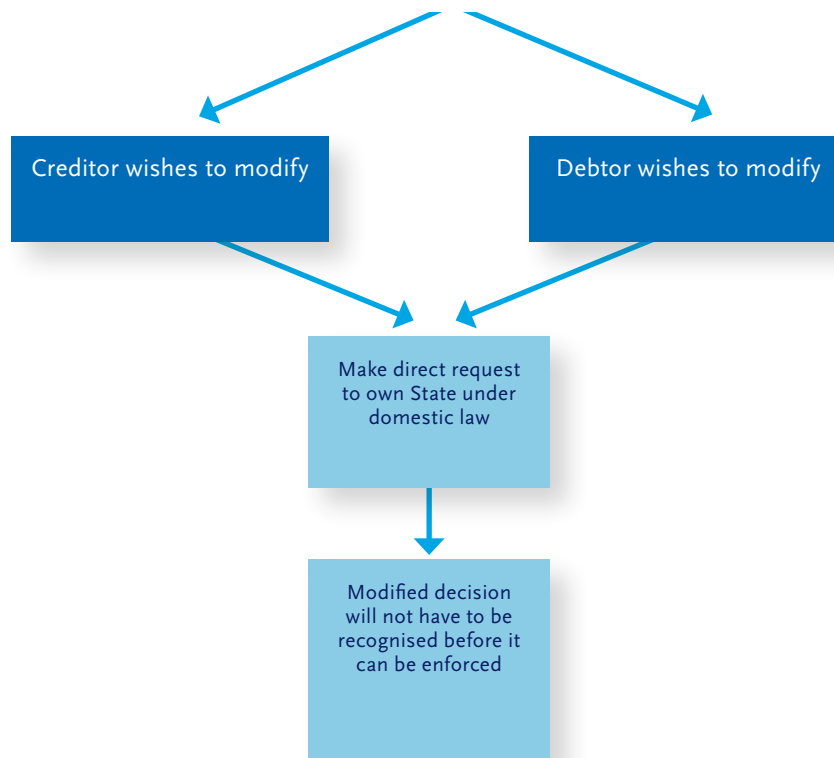 Creditor wishes to modify
Debtor wishes to modify
Make direct request
to own State under
domestic law
Modified decision
will not have to be
recognised before it
can be enforced